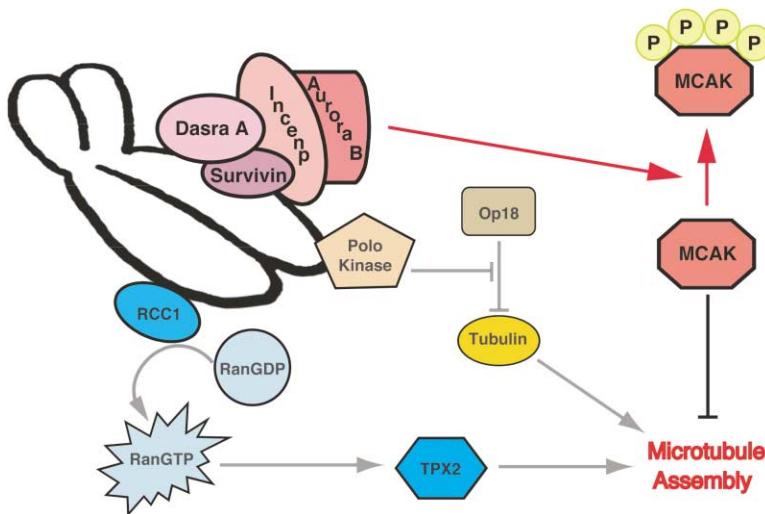 P P P P
MCAK
Aurora B
Incenp
Dasra A
Survivin
Op18
MCAK
Polo
Kinase
RCC1
Tubulin
RanGDP
RanGTP
TPX2
Microtubule
Assembly